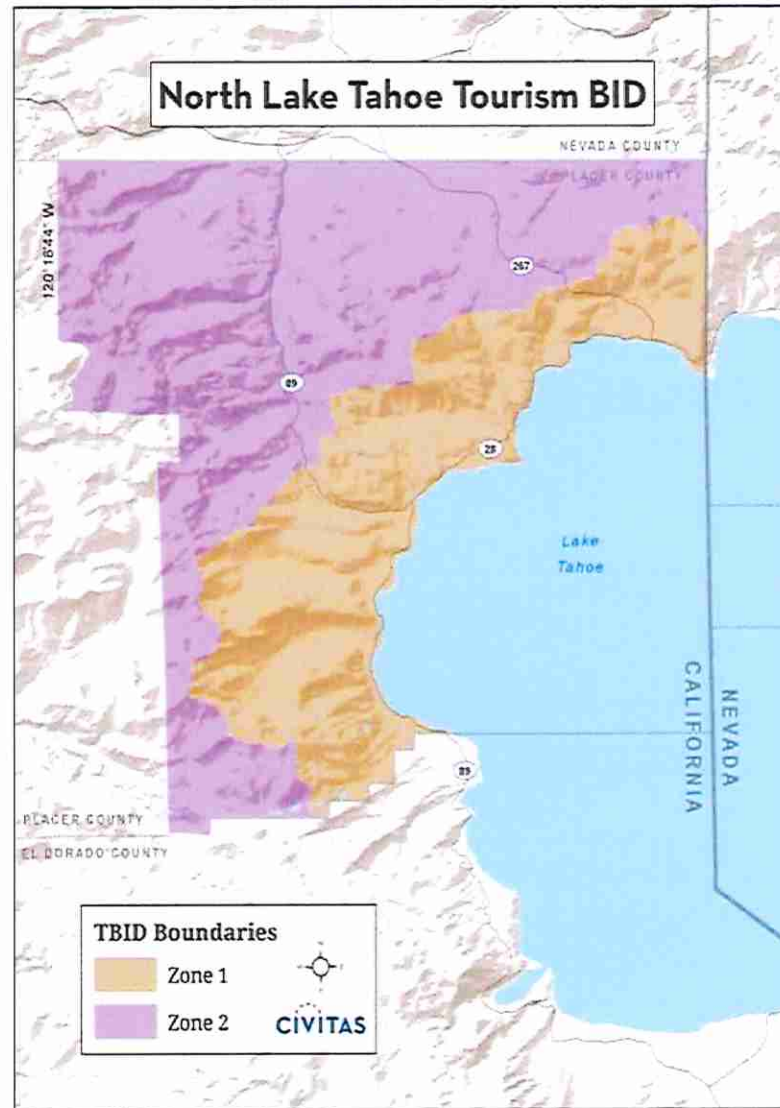 North Lake Tahoe Tourism BID
NEVADA COUNTY
PLACER COUNTY
120°16'44" W
267
89
28
Lake
Tahoe
CALIFORNIA
NEVADA
89
PLACER COUNTY
EL DORADO COUNTY
TBID Boundaries
Zone 1
Zone 2
CIVITAS